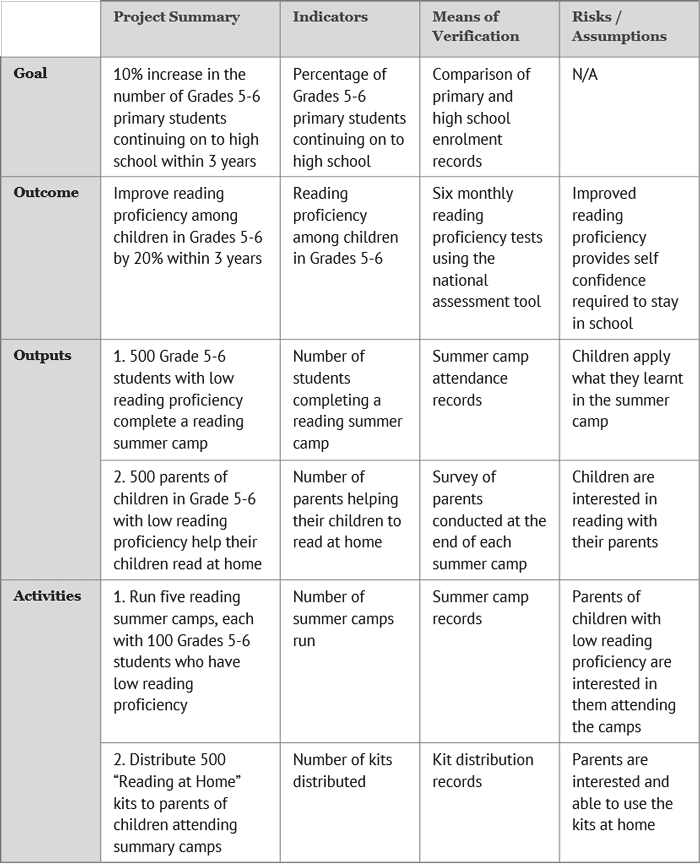 Project Summary
Indicators
Means of
Verification
Risks /
Assumptions
Goal
10% increase in the
number of Grades 5-6
primary students
continuing on to high
school within 3 years
Percentage of
Grades 5-6
primary students
continuing on to
high school
Comparison of
primary and
high school
enrolment
records
N/A
Outcome
Improve reading
proficiency among
children in Grades 5-6
by 20% within 3 years
Reading
proficiency
among children
in Grades 5-6
Six monthly
reading
proficiency tests
using the
national
assessment tool
Improved
reading
proficiency
provides self
confidence
required to stay
in school
Outputs
1. 500 Grade 5-6
students with low
reading proficiency
complete a reading
summer camp
Number of
students
completing a
reading summer
camp
Summer camp
attendance
records
Children apply
what they learnt
in the summer
camp
2. 500 parents of
children in Grade 5-6
with low reading
proficiency help their
children read at home
Number of
parents helping
their children to
read at home
Survey of
parents
conducted at the
end of each
summer camp
Children are
interested in
reading with
their parents
Activities
1. Run five reading
summer camps, each
with 100 Grades 5-6
students who have
low reading
proficiency
Number of
summer camps
run
Summer camp
records
Parents of
children with
low reading
proficiency are
interested in
them attending
the camps
2. Distribute 500
“Reading at Home”
kits to parents of
children attending
summary camps
Number of kits
distributed
Kit distribution
records
Parents are
interested and
able to use the
kits at home